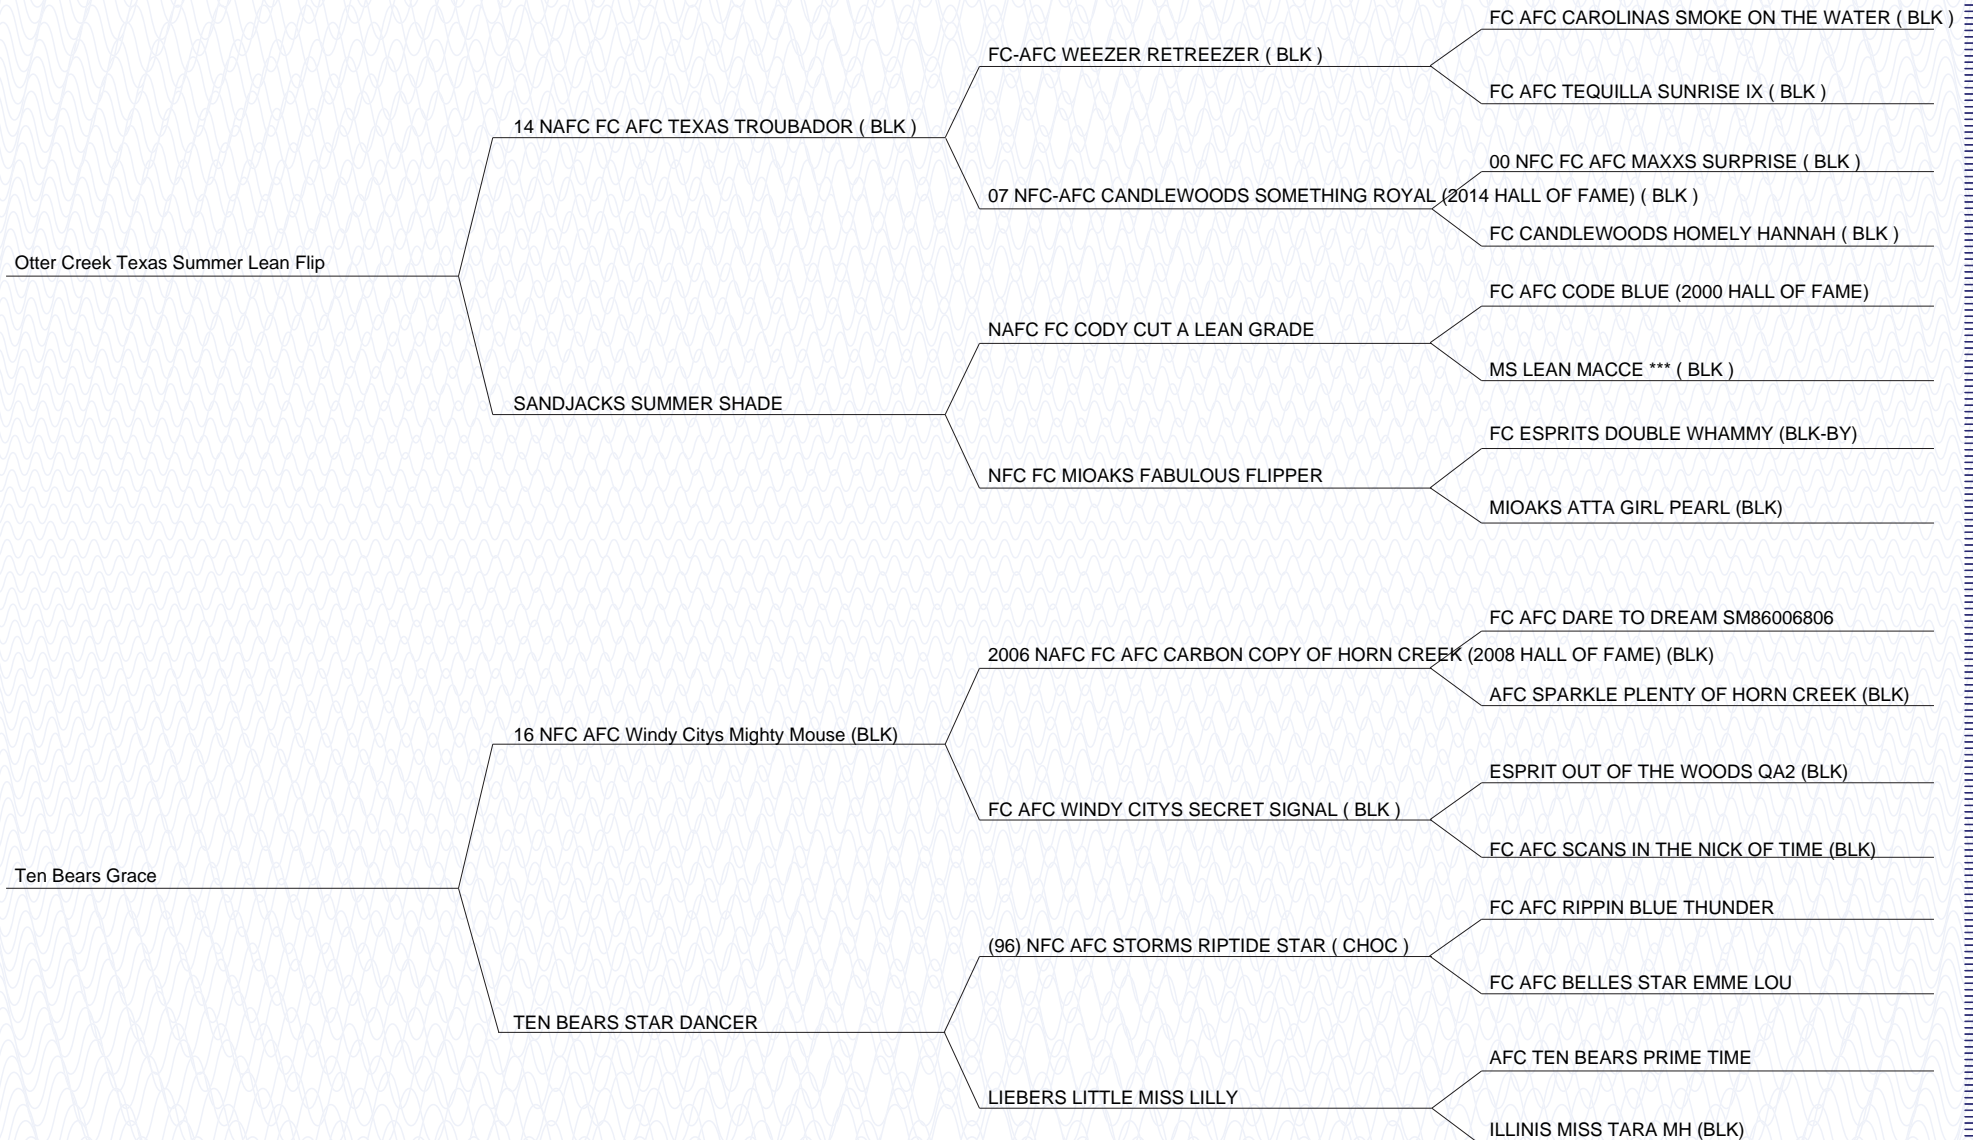 FC AFC CAROLINAS SMOKE ON THE WATER ( BLK )
FC-AFC WEEZER RETREEZER ( BLK )
FC AFC TEQUILLA SUNRISE IX ( BLK )
14 NAFC FC AFC TEXAS TROUBADOR ( BLK )
00 NFC FC AFC MAXXS SURPRISE ( BLK )
07 NFC-AFC CANDLEWOODS SOMETHING ROYAL (2014 HALL OF FAME) ( BLK )
FC CANDLEWOODS HOMELY HANNAH ( BLK )
Otter Creek Texas Summer Lean Flip
FC AFC CODE BLUE (2000 HALL OF FAME)
NAFC FC CODY CUT A LEAN GRADE
MS LEAN MACCE *** ( BLK )
SANDJACKS SUMMER SHADE
FC ESPRITS DOUBLE WHAMMY (BLK-BY)
NFC FC MIOAKS FABULOUS FLIPPER
MIOAKS ATTA GIRL PEARL (BLK)
FC AFC DARE TO DREAM SM86006806
2006 NAFC FC AFC CARBON COPY OF HORN CREEK (2008 HALL OF FAME) (BLK)
AFC SPARKLE PLENTY OF HORN CREEK (BLK)
16 NFC AFC Windy Citys Mighty Mouse (BLK)
ESPRIT OUT OF THE WOODS QA2 (BLK)
FC AFC WINDY CITYS SECRET SIGNAL ( BLK )
FC AFC SCANS IN THE NICK OF TIME (BLK)
Ten Bears Grace
FC AFC RIPPIN BLUE THUNDER
(96) NFC AFC STORMS RIPTIDE STAR ( CHOC )
FC AFC BELLES STAR EMME LOU
TEN BEARS STAR DANCER
AFC TEN BEARS PRIME TIME
LIEBERS LITTLE MISS LILLY
ILLINIS MISS TARA MH (BLK)